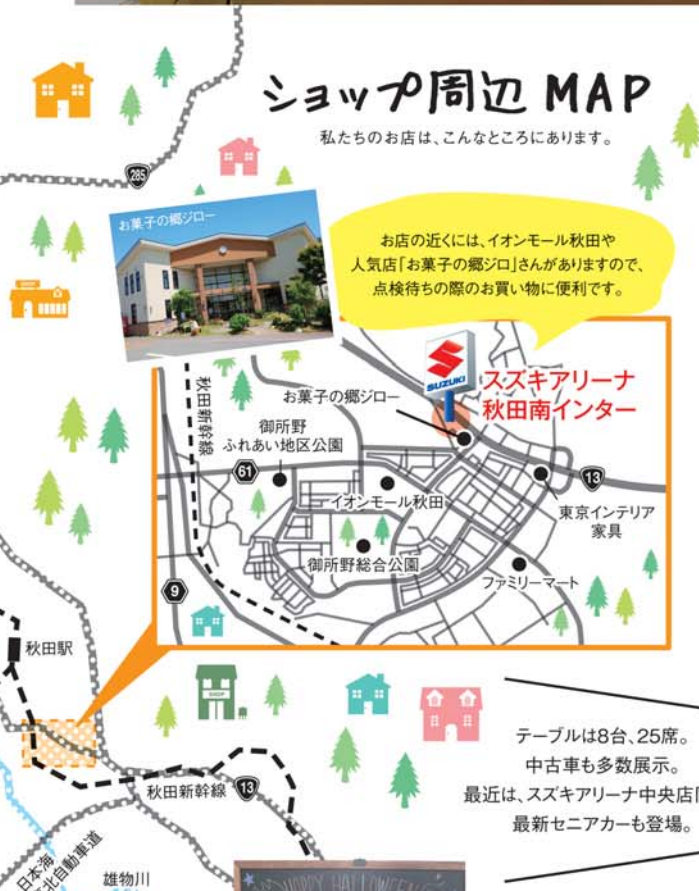 ショップ周辺 MAP
私たちのお店は、こんなところにあります。
285
お菓子の郷ジロー
お店の近くには、イオンモール秋田や
人気店「お菓子の郷ジロ」さんがありますので、
点検待ちの際のお買い物に便利です。
SUZUKI
スズキアリーナ
秋田南インター
秋田新幹線
お菓子の郷ジロー
御所野
ふれあい地区公園
61
13
イオンモール秋田
東京インテリア
家具
御所野総合公園
ファミリーマート
9
秋田駅
SHOP
SHOP
テーブルは8台、25席。
中古車も多数展示。
最近は、スズキアリーナ中央店
最新セニアカーも登場。
秋田新幹線
13
日本海
北自動車道
雄物川
HAPPY HALLOWEEN